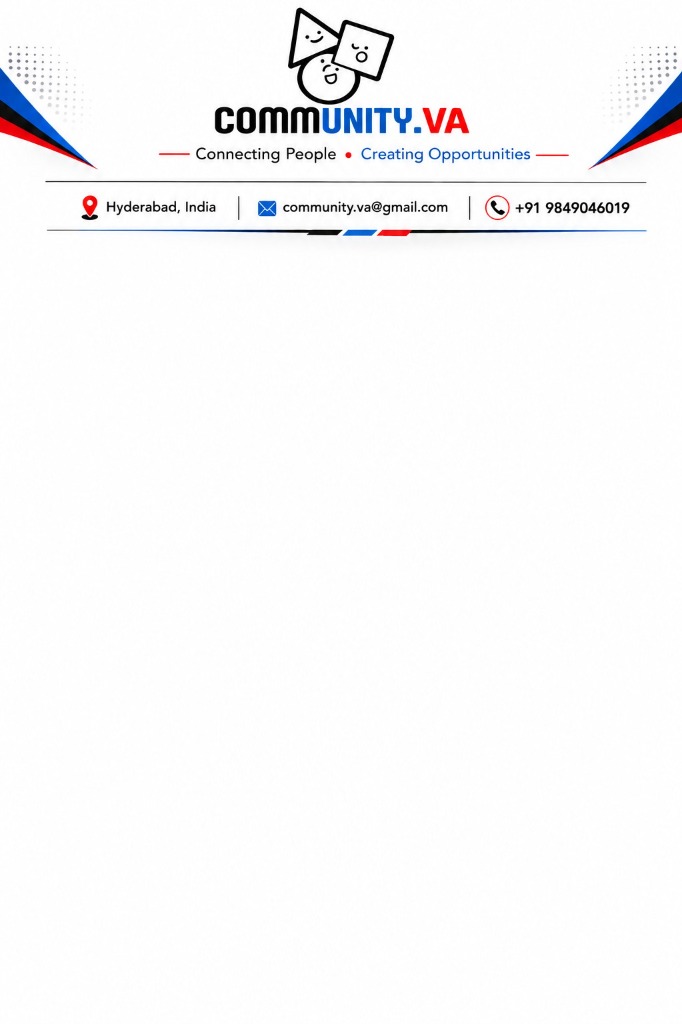 COMMUNITY.VA
Connecting People • Creating Opportunities
Hyderabad, India | community.va@gmail.com | +91 9849046019